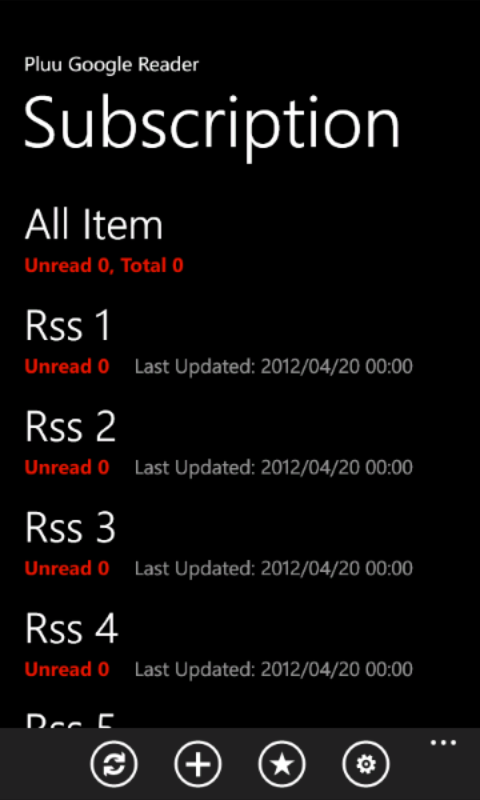 Pluu Google Reader
Subscription
All Item
Unread 0, Total 0
Rss 1
Unread 0 Last Updated: 2012/04/20 00:00
Rss 2
Unread 0 Last Updated: 2012/04/20 00:00
Rss 3
Unread 0 Last Updated: 2012/04/20 00:00
Rss 4
Unread 0 Last Updated: 2012/04/20 00:00
Rss 5